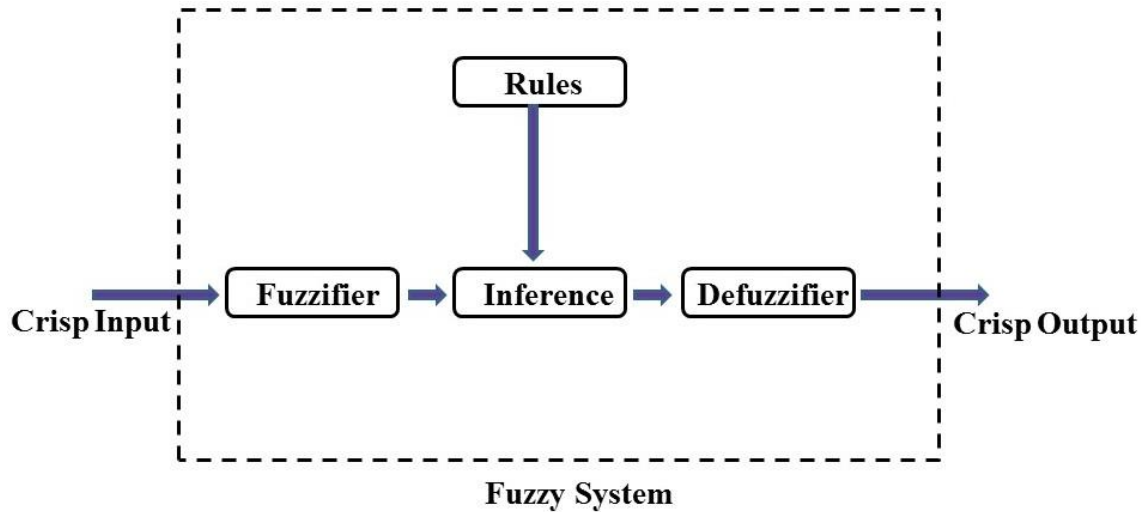 Rules
Fuzzifier
Inference
Defuzzifier
Crisp Input
Crisp Output
Fuzzy System